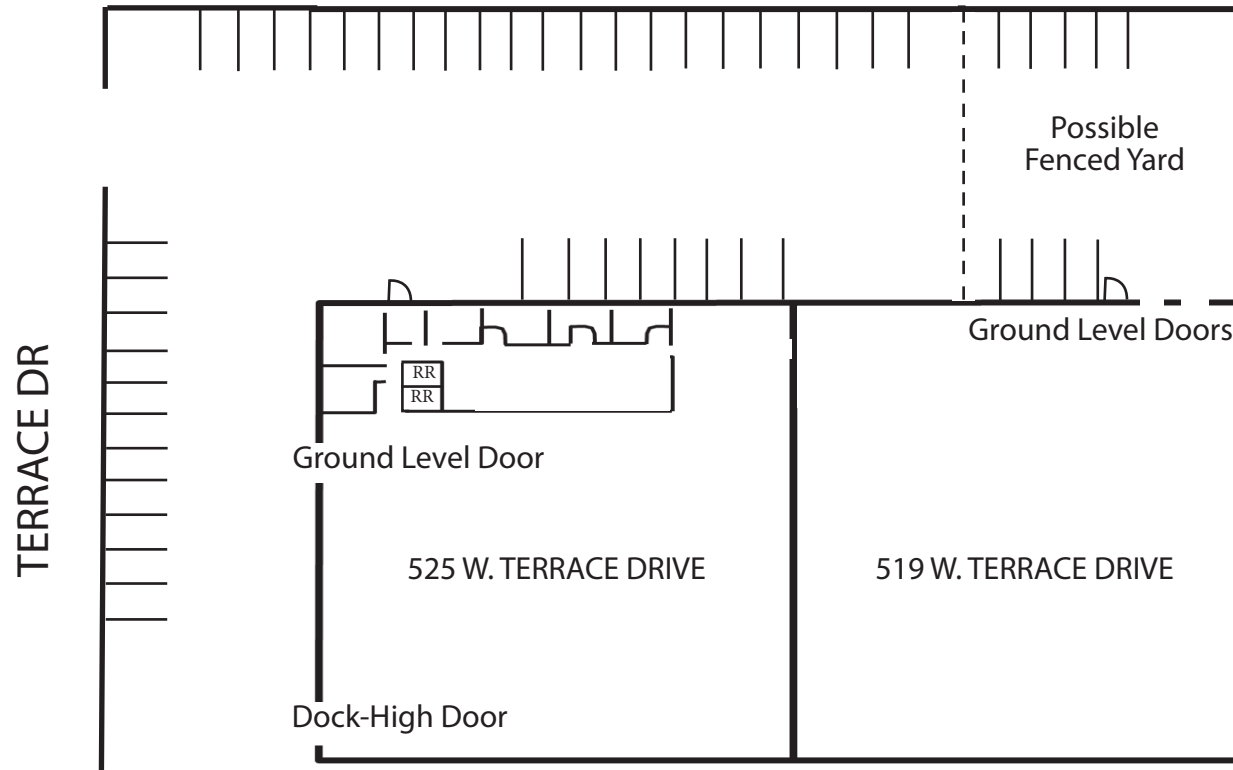 Possible
Fenced Yard
Ground Level Doors
RR
RR
TERRACE DR
Ground Level Door
525 W. TERRACE DRIVE
519 W. TERRACE DRIVE
Dock-High Door